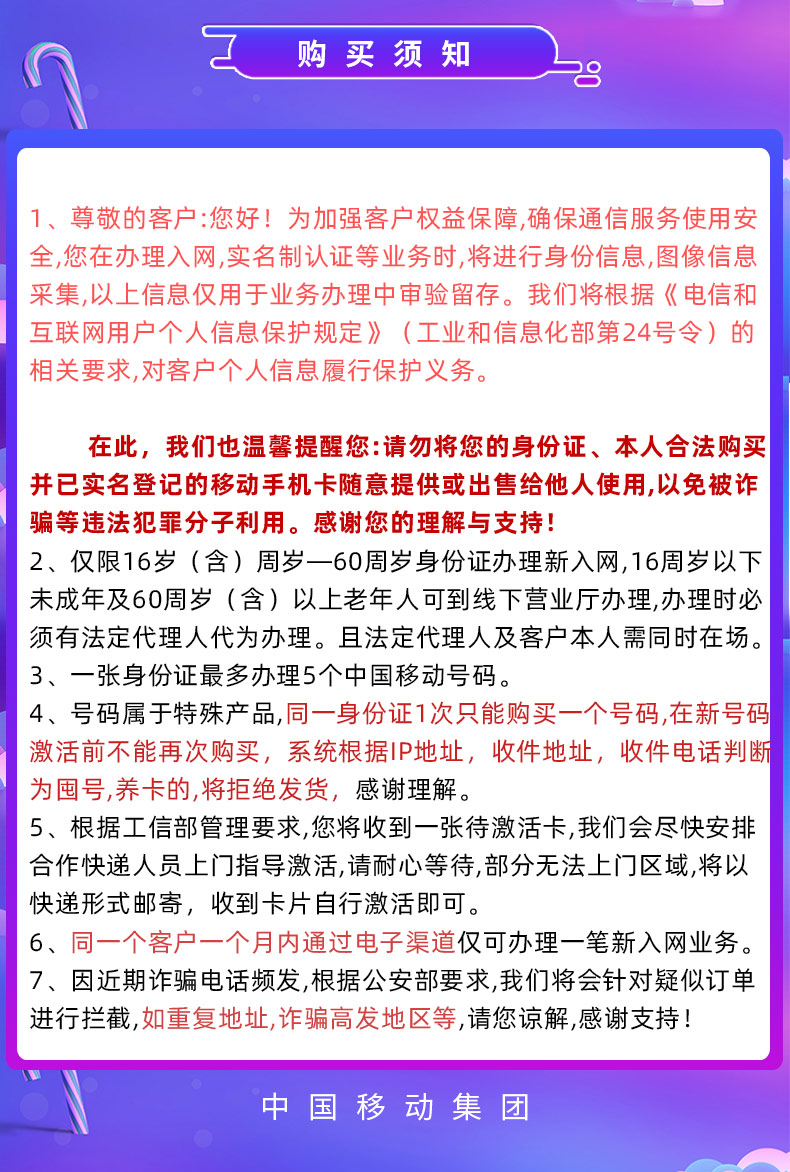 购买须知
1、尊敬的客户:您好！为加强客户权益保障,确保通信服务使用安
全,您在办理入网,实名制认证等业务时,将进行身份信息,图像信息
采集,以上信息仅用于业务办理中审验留存。我们将根据《电信和
互联网用户个人信息保护规定》（工业和信息化部第24号令）的
相关要求,对客户个人信息履行保护义务。
在此，我们也温馨提醒您:请勿将您的身份证、本人合法购买
并已实名登记的移动手机卡随意提供或出售给他人使用,以免被诈
骗等违法犯罪分子利用。感谢您的理解与支持！
2、仅限16岁（含）周岁—60周岁身份证办理新入网,16周岁以下
未成年及60周岁（含）以上老年人可到线下营业厅办理,办理时必
须有法定代理人代为办理。且法定代理人及客户本人需同时在场。
3、一张身份证最多办理5个中国移动号码。
4、号码属于特殊产品,同一身份证1次只能购买一个号码,在新号码
激活前不能再次购买，系统根据IP地址，收件地址，收件电话判断
为囤号,养卡的,将拒绝发货，感谢理解。
5、根据工信部管理要求,您将收到一张待激活卡,我们会尽快安排
合作快递人员上门指导激活,请耐心等待,部分无法上门区域,将以
快递形式邮寄，收到卡片自行激活即可。
6、同一个客户一个月内通过电子渠道仅可办理一笔新入网业务。
7、因近期诈骗电话频发,根据公安部要求,我们将会针对疑似订单
进行拦截,如重复地址,诈骗高发地区等,请您谅解,感谢支持！
中国移动集团